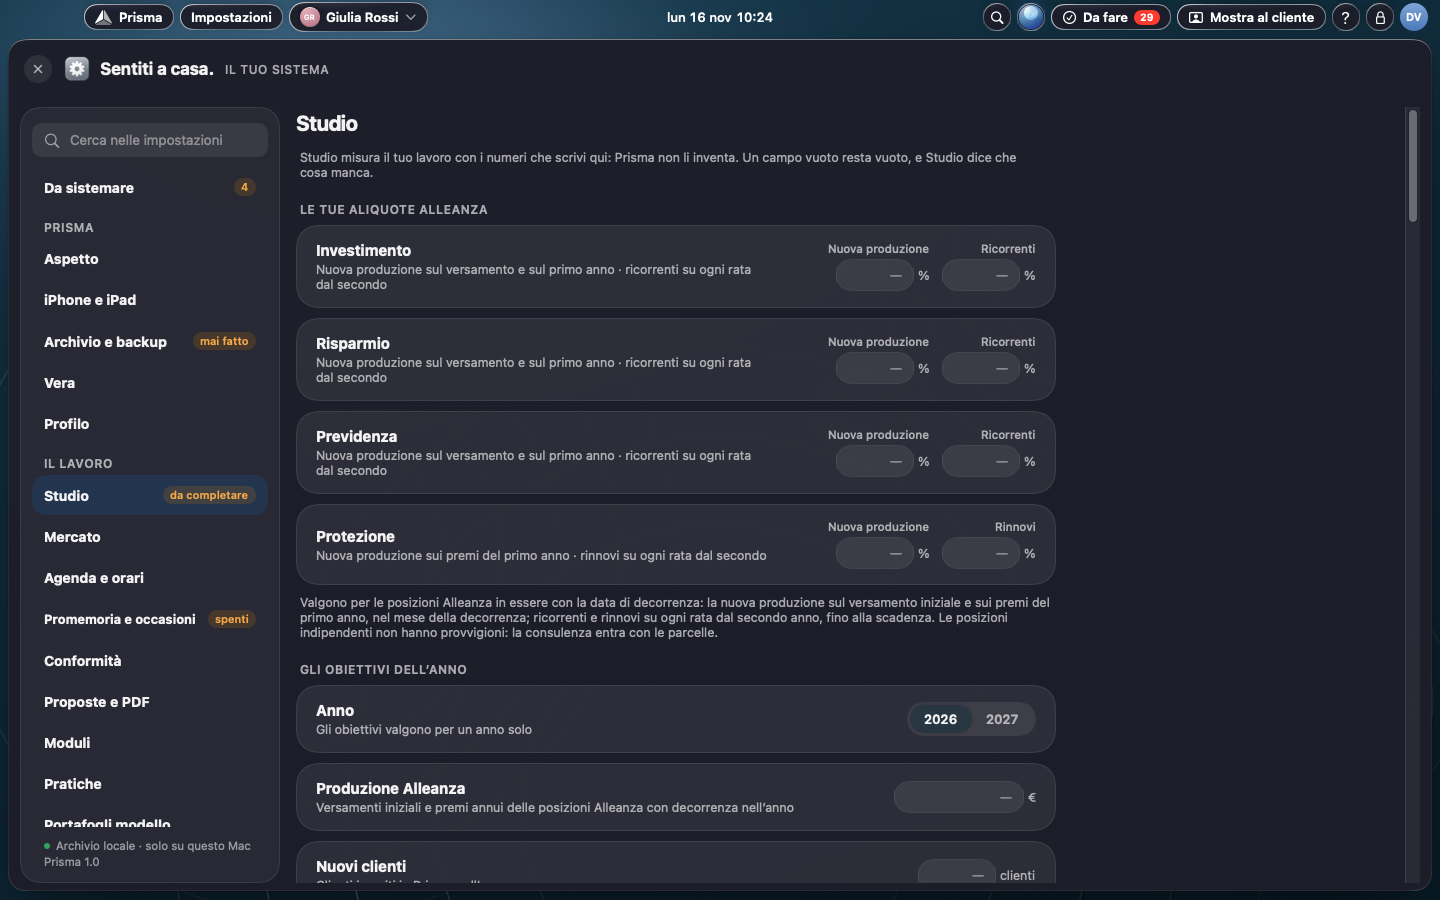 Prisma
Impostazioni
GR Giulia Rossi
lun 16 nov 10:24
Da fare 29
Mostra al cliente
?
DV
Sentiti a casa. IL TUO SISTEMA
Cerca nelle impostazioni
Da sistemare 4
PRISMA
Aspetto
iPhone e iPad
Archivio e backup mai fatto
Vera
Profilo
IL LAVORO
Studio da completare
Mercato
Agenda e orari
Promemoria e occasioni spenti
Conformità
Proposte e PDF
Moduli
Pratiche
Portafogli modello
Archivio locale · solo su questo Mac
Prisma 1.0
Studio
Studio misura il tuo lavoro con i numeri che scrivi qui: Prisma non li inventa. Un campo vuoto resta vuoto, e Studio dice che
cosa manca.
LE TUE ALIQUOTE ALLEANZA
Investimento
Nuova produzione sul versamento e sul primo anno · ricorrenti su ogni rata
dal secondo
Nuova produzione Ricorrenti
— % — %
Risparmio
Nuova produzione sul versamento e sul primo anno · ricorrenti su ogni rata
dal secondo
Nuova produzione Ricorrenti
— % — %
Previdenza
Nuova produzione sul versamento e sul primo anno · ricorrenti su ogni rata
dal secondo
Nuova produzione Ricorrenti
— % — %
Protezione
Nuova produzione sui premi del primo anno · rinnovi su ogni rata dal secondo
Nuova produzione Rinnovi
— % — %
Valgono per le posizioni Alleanza in essere con la data di decorrenza: la nuova produzione sul versamento iniziale e sui premi del
primo anno, nel mese della decorrenza; ricorrenti e rinnovi su ogni rata dal secondo anno, fino alla scadenza. Le posizioni
indipendenti non hanno provvigioni: la consulenza entra con le parcelle.
GLI OBIETTIVI DELL’ANNO
Anno
Gli obiettivi valgono per un anno solo
2026 2027
Produzione Alleanza
Versamenti iniziali e premi annui delle posizioni Alleanza con decorrenza nell’anno
— €
Nuovi clienti
— clienti